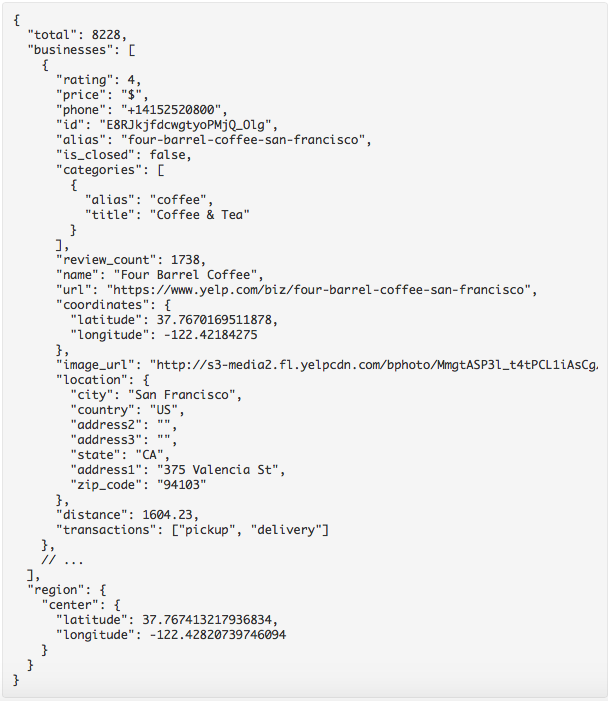 {
  "total": 8228,
  "businesses": [
    {
      "rating": 4,
      "price": "$",
      "phone": "+14152520800",
      "id": "E8RJkjfdcwgtyoPMjQ_Olg",
      "alias": "four-barrel-coffee-san-francisco",
      "is_closed": false,
      "categories": [
        {
          "alias": "coffee",
          "title": "Coffee & Tea"
        }
      ],
      "review_count": 1738,
      "name": "Four Barrel Coffee",
      "url": "https://www.yelp.com/biz/four-barrel-coffee-san-francisco",
      "coordinates": {
        "latitude": 37.7670169511878,
        "longitude": -122.42184275
      },
      "image_url": "http://s3-media2.fl.yelpcdn.com/bphoto/MmgtASP3l_t4tPCL1iAsCg/
      "location": {
        "city": "San Francisco",
        "country": "US",
        "address2": "",
        "address3": "",
        "state": "CA",
        "address1": "375 Valencia St",
        "zip_code": "94103"
      },
      "distance": 1604.23,
      "transactions": ["pickup", "delivery"]
    },
    // ...
  ],
  "region": {
    "center": {
      "latitude": 37.767413217936834,
      "longitude": -122.42820739746094
    }
  }
}